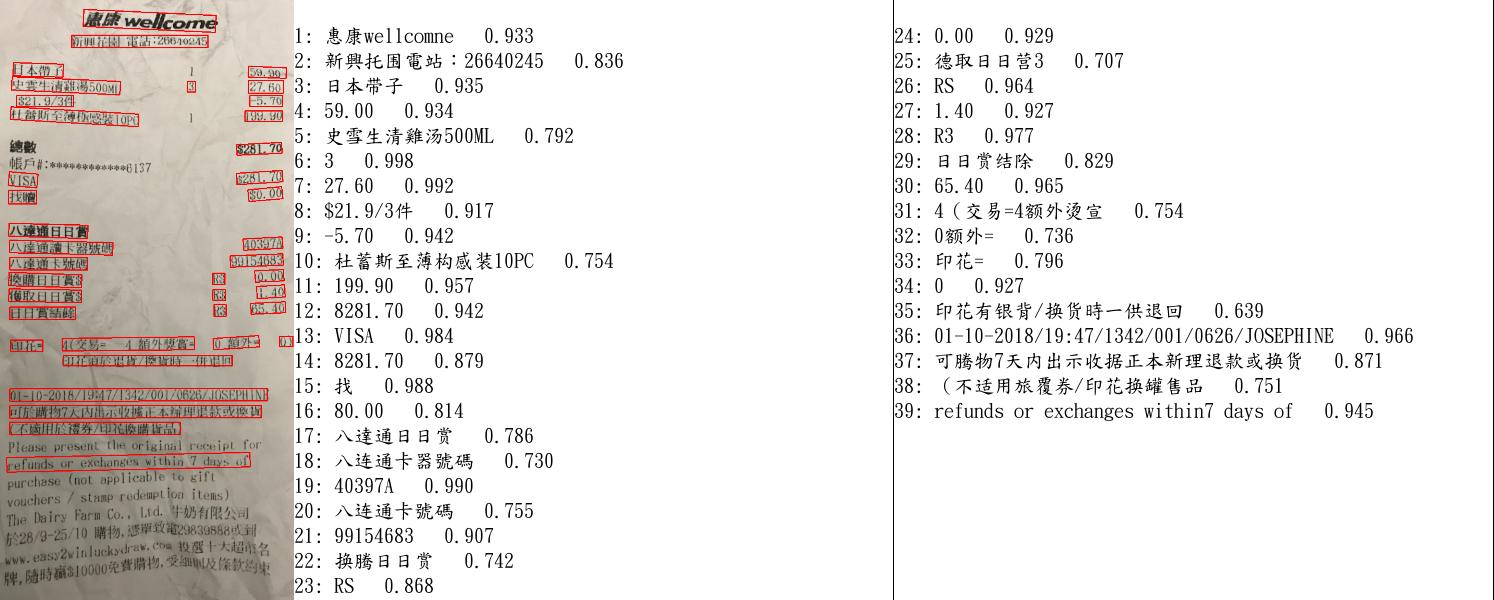 惠康 wellcome
新興花園 電話:26640245
日本帶子 1 59.90
史雲生清雞湯500ML 3 27.60
$21.9/3件 -5.70
杜蕾斯至薄極感裝10PC 1 199.90
總數 $281.70
帳戶#:************6137
VISA $281.70
找贖 $0.00
八達通日日賞
八達通讀卡器號碼 40397A
八達通卡號碼 99154683
換購日日賞$ R$ 0.00
獲取日日賞$ R$ 1.40
日日賞結餘 R$ 65.40
印花= 4(交易= 4 額外獎賞= 0 額外= 0)
印花須於退貨/換貨時一併退回
01-10-2018/19:47/1342/001/0626/JOSEPHINE
可於購物7天內出示收據正本辦理退款或換貨
(不適用於禮券/印花換購貨品)
Please present the original receipt for
refunds or exchanges within 7 days of
purchase (not applicable to gift
vouchers / stamp redemption items)
The Dairy Farm Co., Ltd. 牛奶有限公司
於28/9-25/10 購物,憑單致電29839888或到
www.easy2winluckydraw.com 投選十大超市名
牌,隨時贏$10000免費購物,受細則及條款約束
1: 惠康wellcomne 0.933
2: 新興托圃電站：26640245 0.836
3: 日本带子 0.935
4: 59.00 0.934
5: 史雪生清雞汤500ML 0.792
6: 3 0.998
7: 27.60 0.992
8: $21.9/3件 0.917
9: -5.70 0.942
10: 杜蓄斯至薄构感装10PC 0.754
11: 199.90 0.957
12: 8281.70 0.942
13: VISA 0.984
14: 8281.70 0.879
15: 找 0.988
16: 80.00 0.814
17: 八達通日日賞 0.786
18: 八连通卡器號碼 0.730
19: 40397A 0.990
20: 八连通卡號碼 0.755
21: 99154683 0.907
22: 换腾日日賞 0.742
23: RS 0.868
24: 0.00 0.929
25: 德取日日营3 0.707
26: RS 0.964
27: 1.40 0.927
28: R3 0.977
29: 日日赏结除 0.829
30: 65.40 0.965
31: 4（交易=4额外烫宣 0.754
32: 0额外= 0.736
33: 印花= 0.796
34: 0 0.927
35: 印花有银背/换货時一供退回 0.639
36: 01-10-2018/19:47/1342/001/0626/JOSEPHINE 0.966
37: 可腾物7天内出示收据正本新理退款或换货 0.871
38: （不适用旅覆券/印花换罐售品 0.751
39: refunds or exchanges within7 days of 0.945